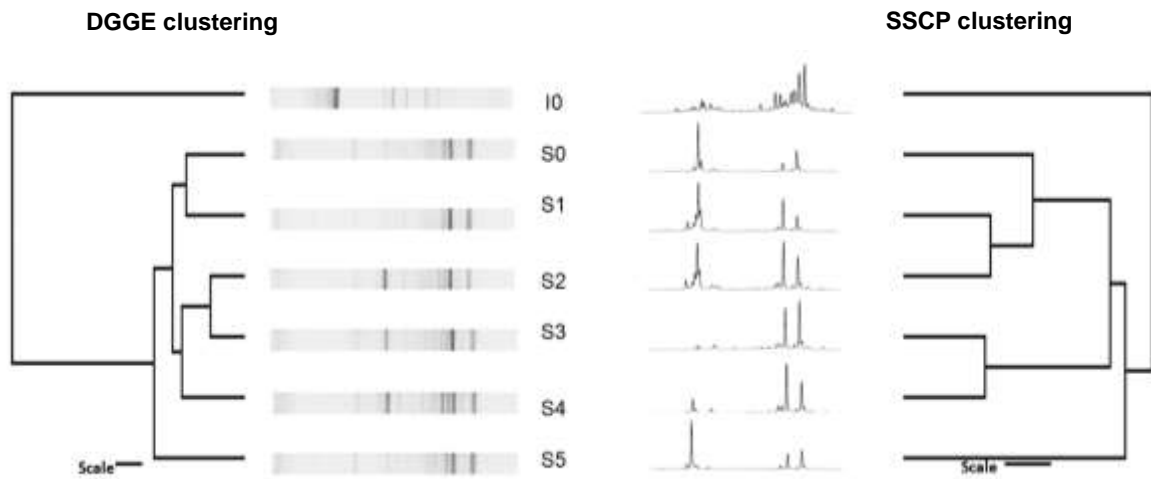 DGGE clustering
SSCP clustering
I0
S0
S1
S2
S3
S4
S5
Scale
Scale